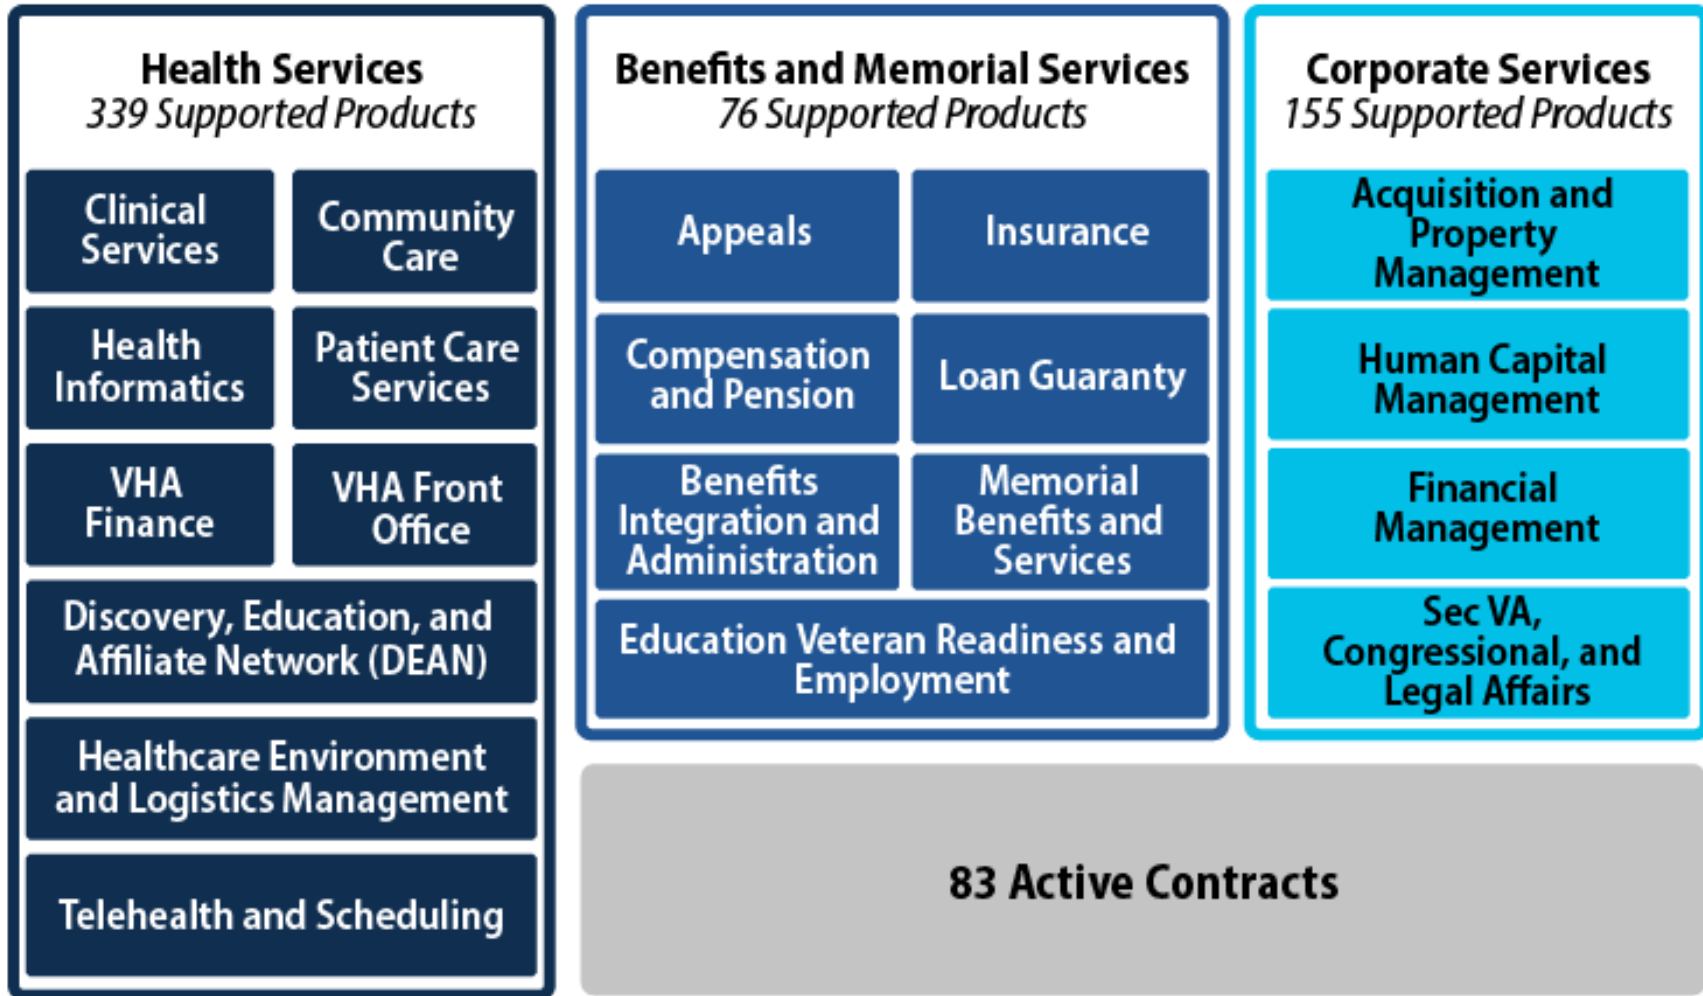 Health Services
339 Supported Products
Clinical
Services
Community
Care
Health
Informatics
Patient Care
Services
VHA
Finance
VHA Front
Office
Discovery, Education, and
Affiliate Network (DEAN)
Healthcare Environment
and Logistics Management
Telehealth and Scheduling
Benefits and Memorial Services
76 Supported Products
Appeals
Insurance
Compensation
and Pension
Loan Guaranty
Benefits
Integration and
Administration
Memorial
Benefits and
Services
Education Veteran Readiness and
Employment
Corporate Services
155 Supported Products
Acquisition and
Property
Management
Human Capital
Management
Financial
Management
Sec VA,
Congressional, and
Legal Affairs
83 Active Contracts